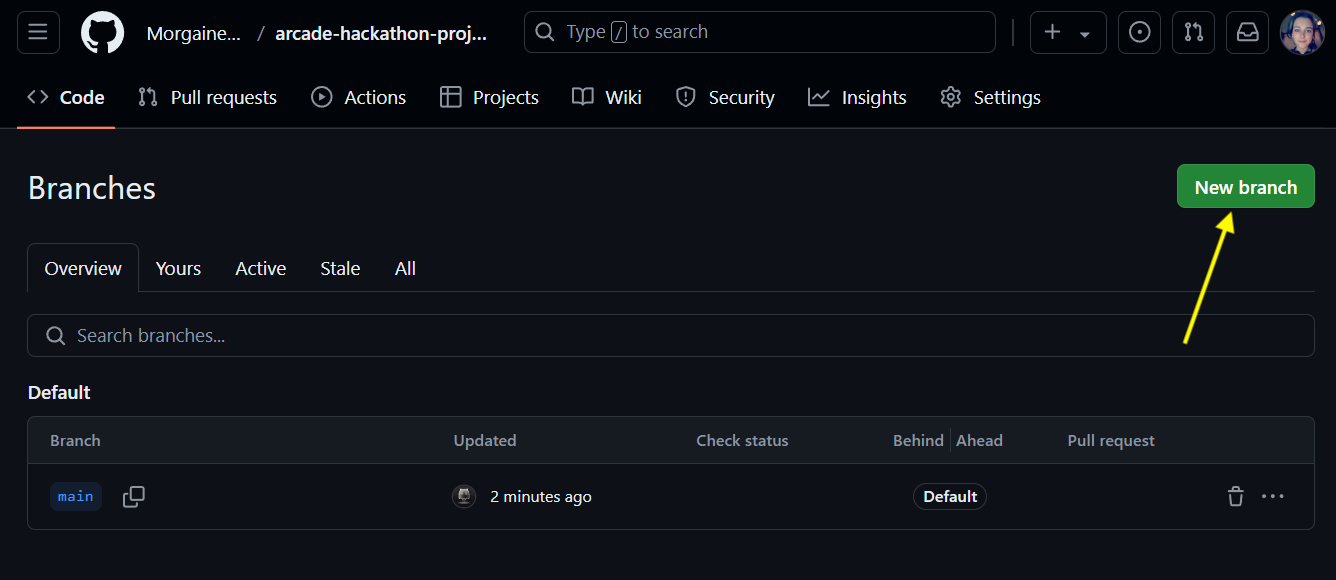 Morgaine... / arcade-hackathon-proj... Type / to search
Code Pull requests Actions Projects Wiki Security Insights Settings
Branches New branch
Overview Yours Active Stale All
Search branches...
Default
Branch Updated Check status Behind Ahead Pull request
main 2 minutes ago Default